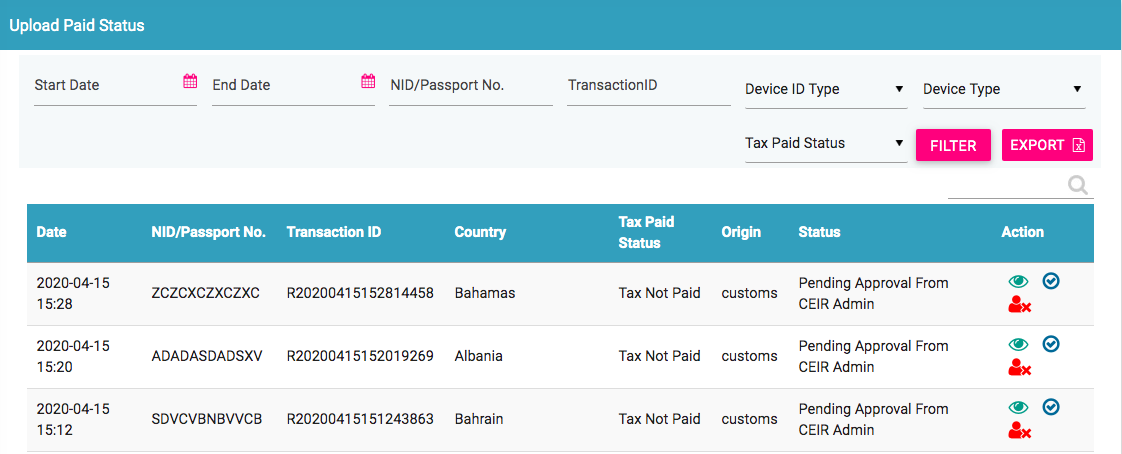 Upload Paid Status
Start Date End Date NID/Passport No. TransactionID Device ID Type Device Type
Tax Paid Status FILTER EXPORT
Date NID/Passport No. Transaction ID Country Tax Paid Status Origin Status Action
2020-04-15 15:28 ZCZCXCZXCZXC R20200415152814458 Bahamas Tax Not Paid customs Pending Approval From CEIR Admin
2020-04-15 15:20 ADADASDADSXV R20200415152019269 Albania Tax Not Paid customs Pending Approval From CEIR Admin
2020-04-15 15:12 SDVCVBNBVVCB R20200415151243863 Bahrain Tax Not Paid customs Pending Approval From CEIR Admin